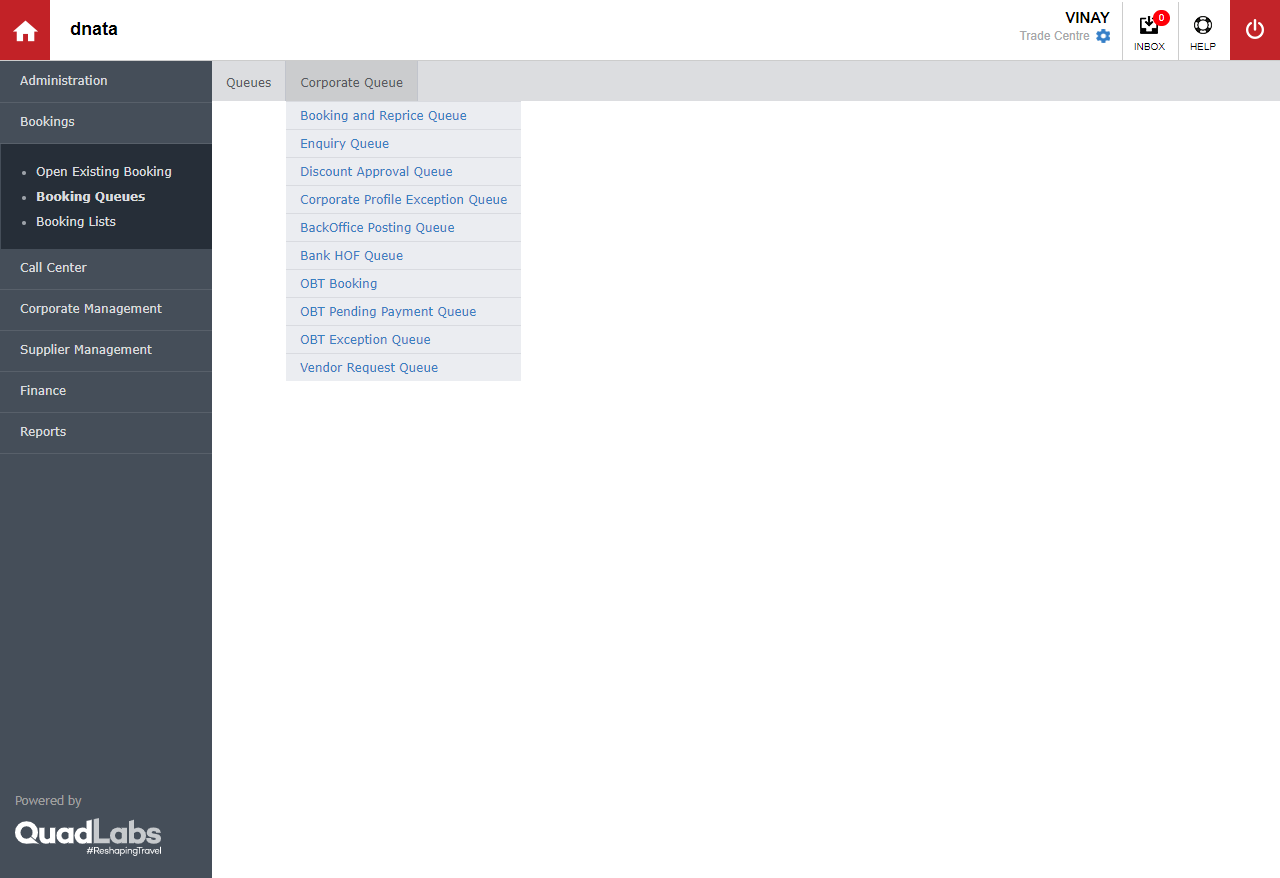 dnata
VINAY
Trade Centre
0
INBOX
HELP
Administration
Bookings
Open Existing Booking
Booking Queues
Booking Lists
Call Center
Corporate Management
Supplier Management
Finance
Reports
Powered by
QuadLabs
#ReshapingTravel
Queues
Corporate Queue
Booking and Reprice Queue
Enquiry Queue
Discount Approval Queue
Corporate Profile Exception Queue
BackOffice Posting Queue
Bank HOF Queue
OBT Booking
OBT Pending Payment Queue
OBT Exception Queue
Vendor Request Queue